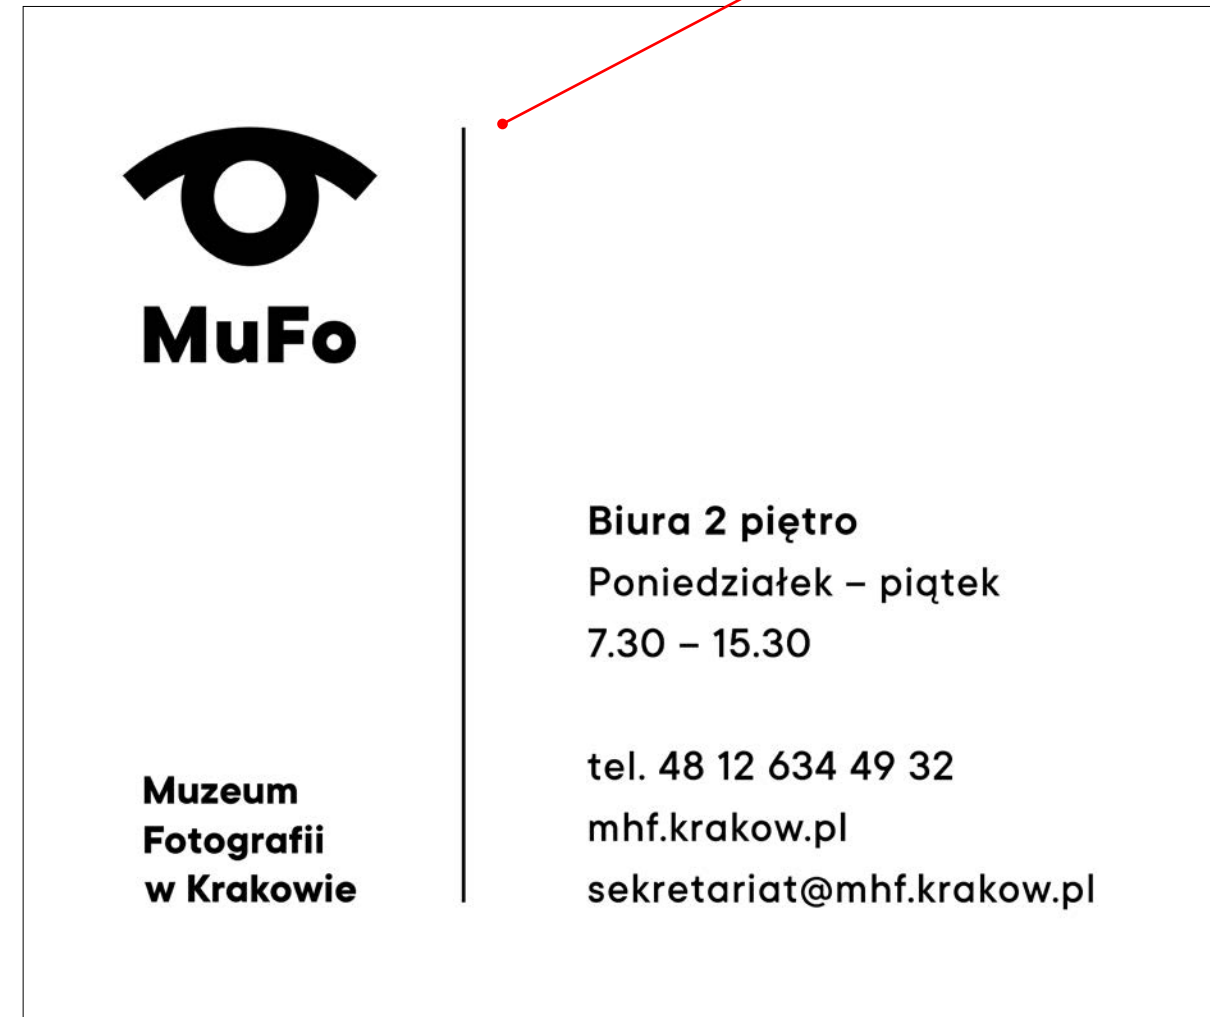 MuFo
Muzeum
Fotografii
w Krakowie
Biura 2 piętro
Poniedziałek – piątek
7.30 – 15.30
tel. 48 12 634 49 32
mhf.krakow.pl
sekretariat@mhf.krakow.pl